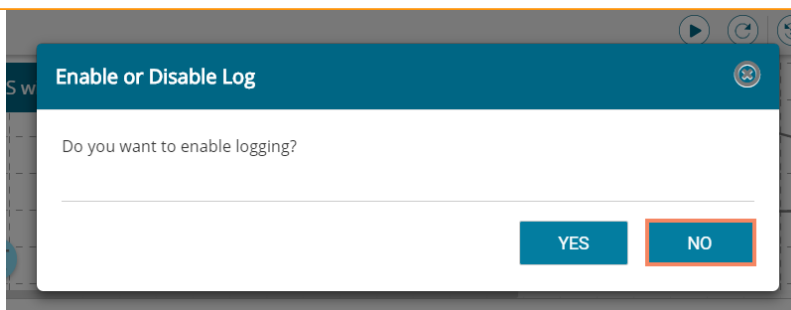 S w
Enable or Disable Log
Do you want to enable logging?
YES
NO